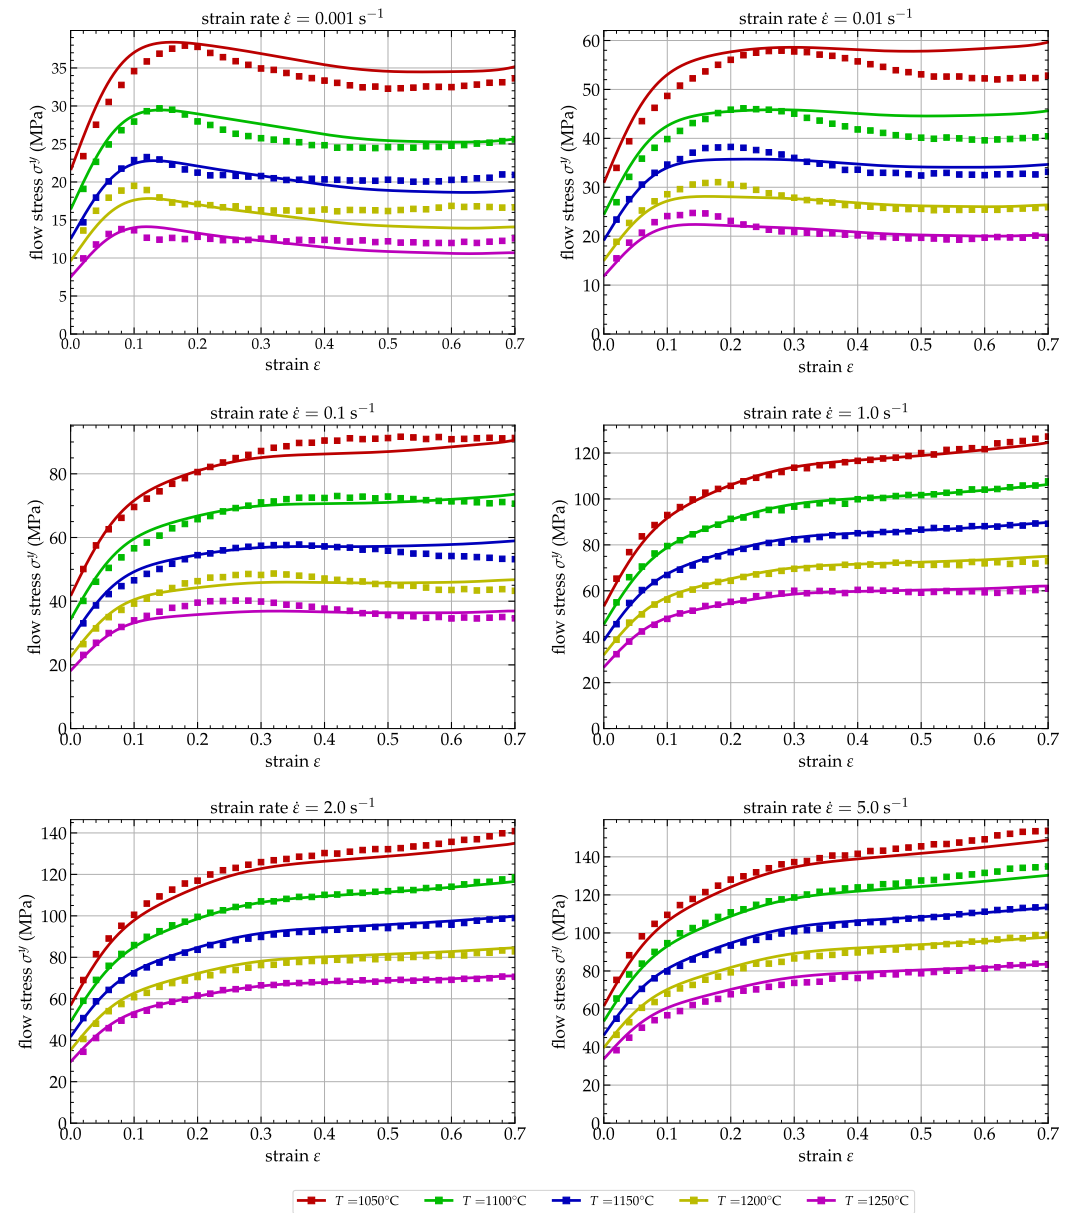 strain rate ε̇ = 0.001 s⁻¹
flow stress σʸ (MPa)
35
30
25
20
15
10
5
0
0.0 0.1 0.2 0.3 0.4 0.5 0.6 0.7
strain ε
strain rate ε̇ = 0.01 s⁻¹
flow stress σʸ (MPa)
60
50
40
30
20
10
0
0.0 0.1 0.2 0.3 0.4 0.5 0.6 0.7
strain ε
strain rate ε̇ = 0.1 s⁻¹
flow stress σʸ (MPa)
80
60
40
20
0
0.0 0.1 0.2 0.3 0.4 0.5 0.6 0.7
strain ε
strain rate ε̇ = 1.0 s⁻¹
flow stress σʸ (MPa)
120
100
80
60
40
20
0
0.0 0.1 0.2 0.3 0.4 0.5 0.6 0.7
strain ε
strain rate ε̇ = 2.0 s⁻¹
flow stress σʸ (MPa)
140
120
100
80
60
40
20
0
0.0 0.1 0.2 0.3 0.4 0.5 0.6 0.7
strain ε
strain rate ε̇ = 5.0 s⁻¹
flow stress σʸ (MPa)
140
120
100
80
60
40
20
0
0.0 0.1 0.2 0.3 0.4 0.5 0.6 0.7
strain ε
T =1050°C T =1100°C T =1150°C T =1200°C T =1250°C